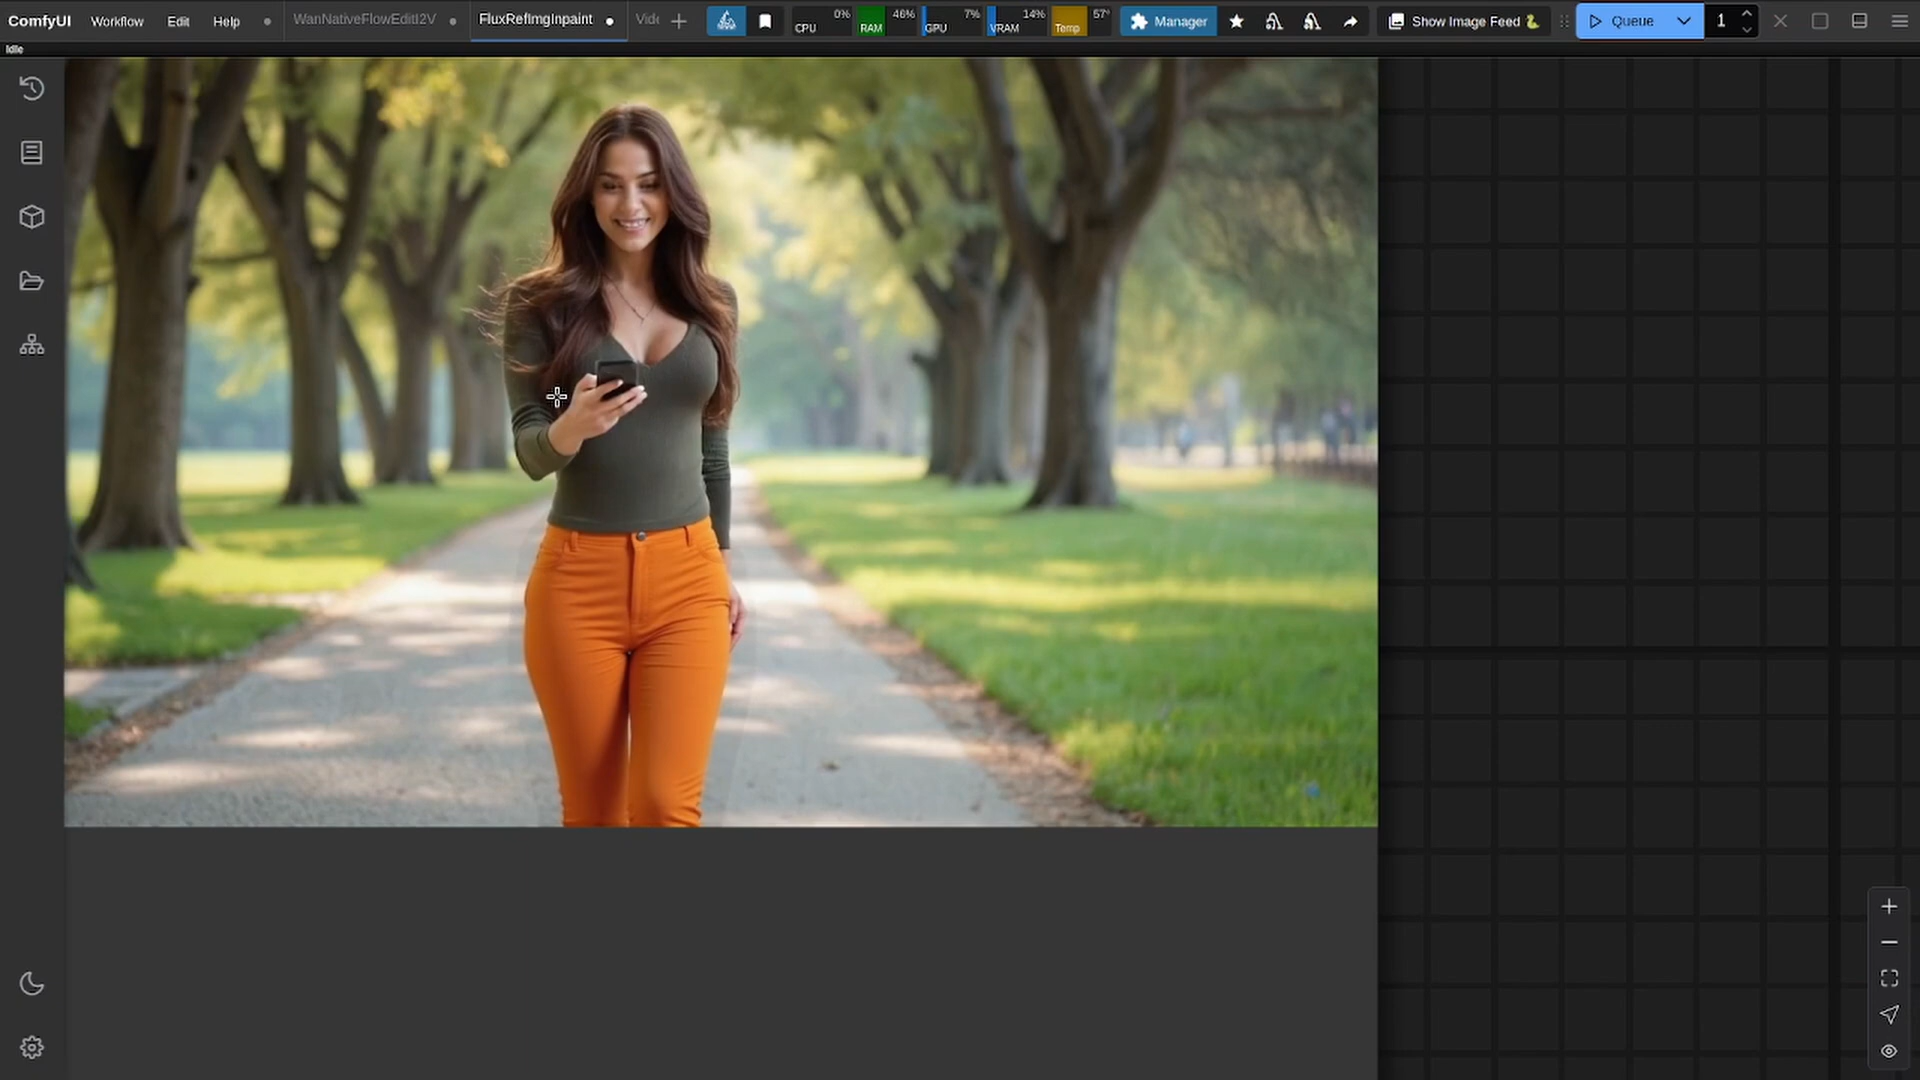 ComfyUI Workflow Edit Help WanNativeFlowEditI2V FluxRefImgInpaint CPU 0% RAM 46% GPU 7% VRAM 14% Temp 57° Manager Show Image Feed Queue 1
Idle